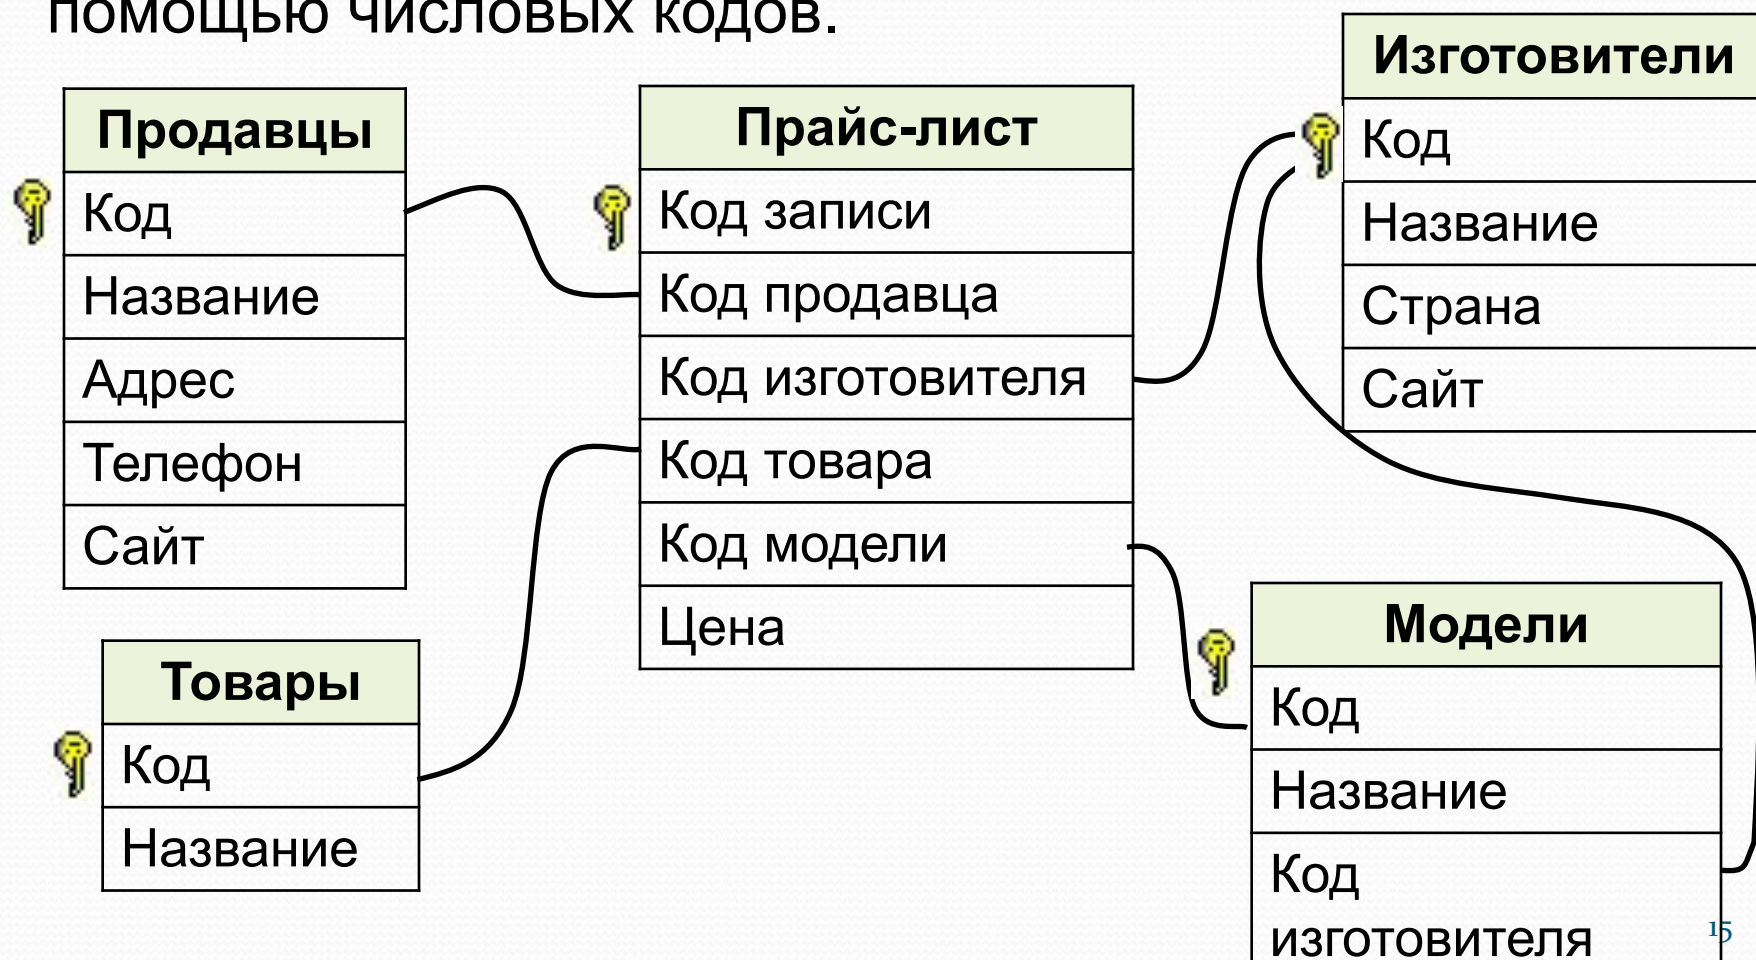 помощью числовых кодов.
Продавцы
Код
Название
Адрес
Телефон
Сайт
Товары
Код
Название
Прайс-лист
Код записи
Код продавца
Код изготовителя
Код товара
Код модели
Цена
Изготовители
Код
Название
Страна
Сайт
Модели
Код
Название
Код
изготовителя
15